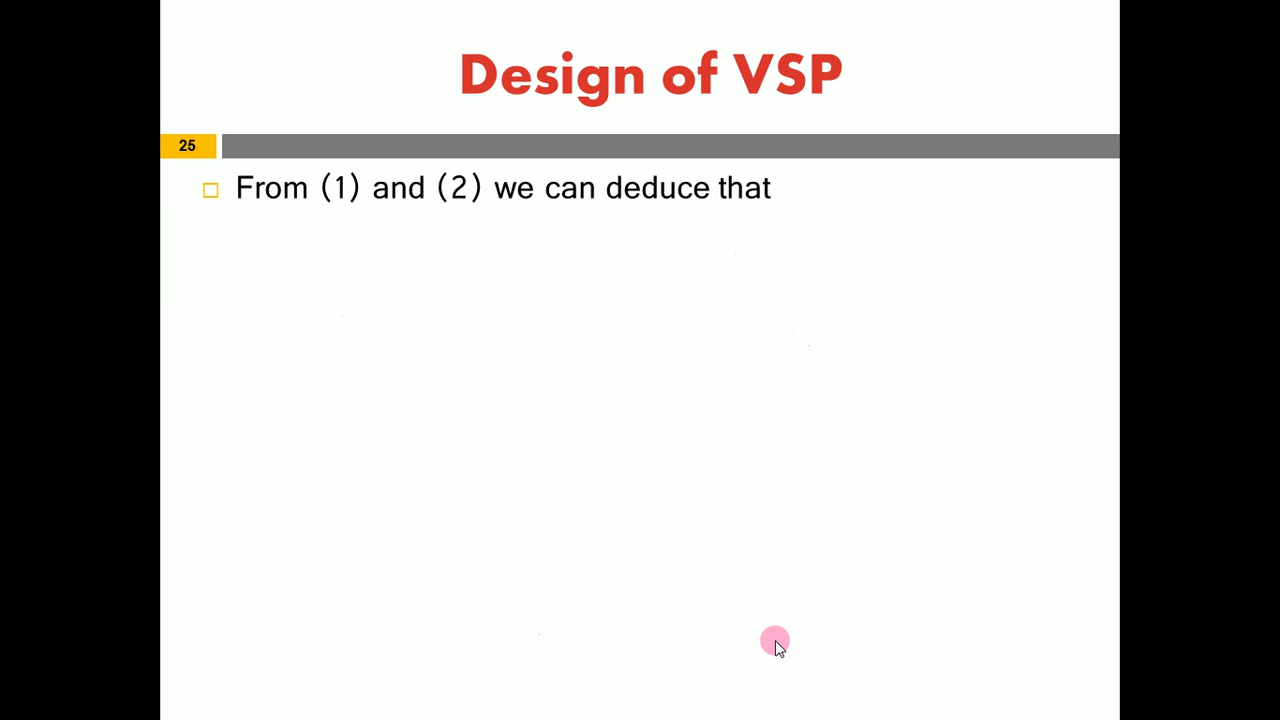 Design of VSP
25
From (1) and (2) we can deduce that